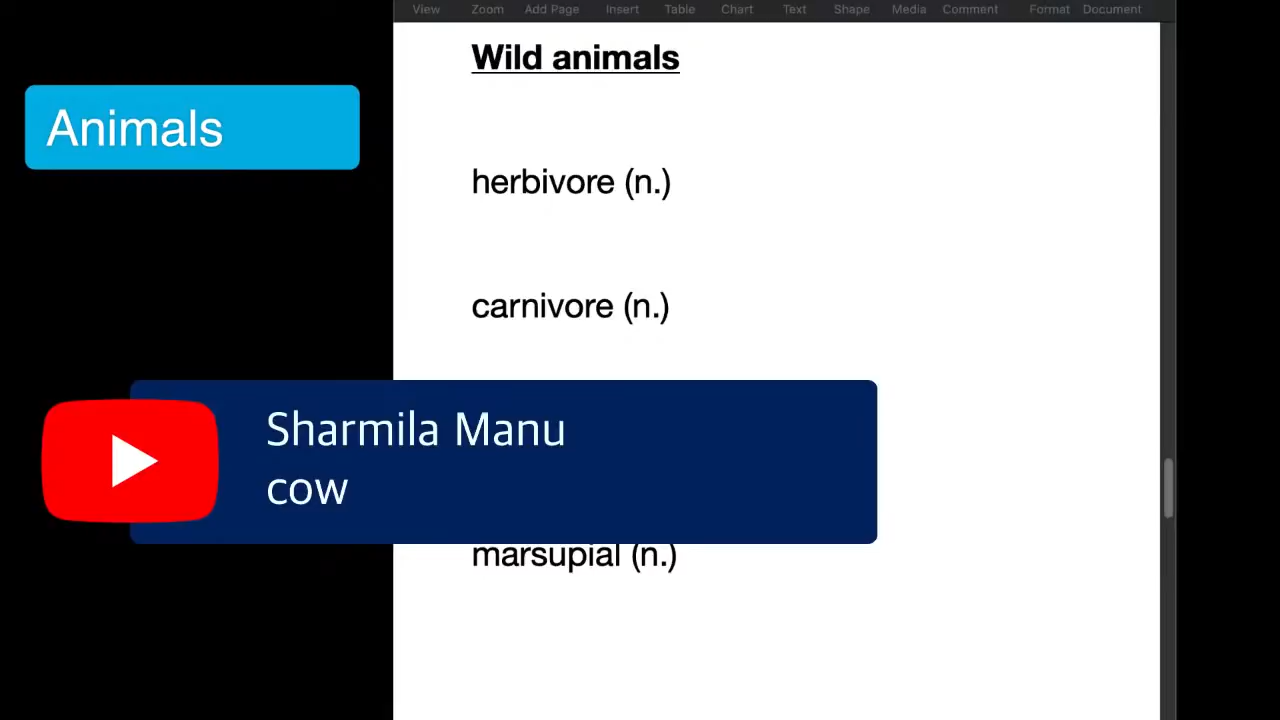 View Zoom Add Page Insert Table Chart Text Shape Media Comment Format Document
Wild animals
Animals
herbivore (n.)
carnivore (n.)
Sharmila Manu
cow
marsupial (n.)